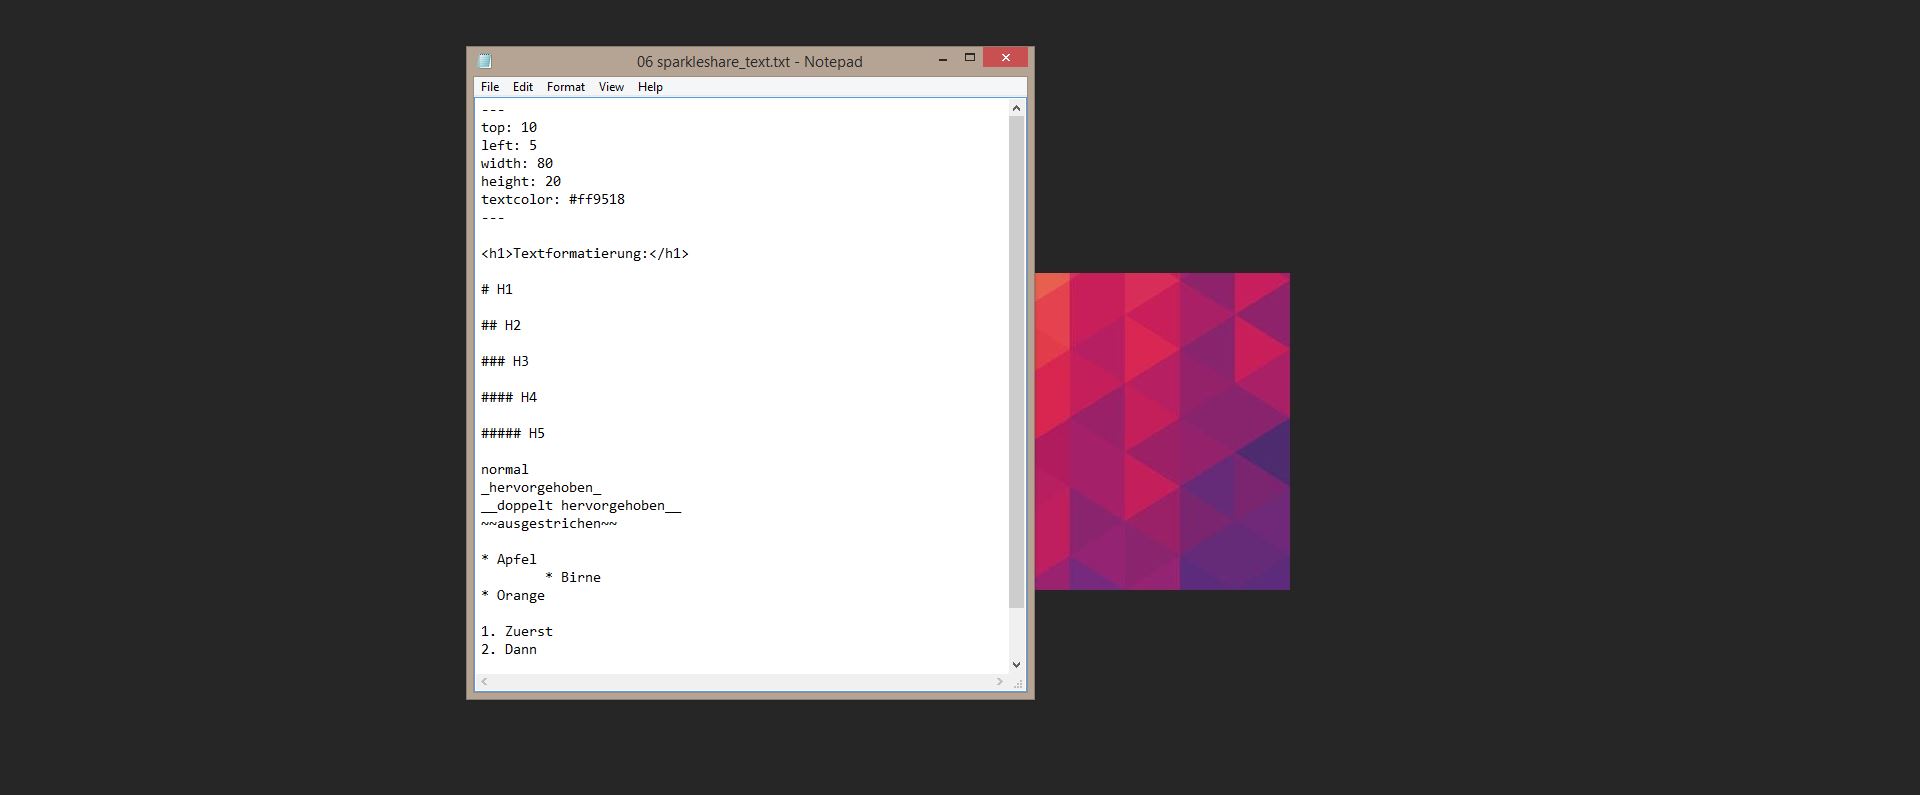 06 sparkleshare_text.txt - Notepad
File Edit Format View Help
---
top: 10
left: 5
width: 80
height: 20
textcolor: #ff9518
---
<h1>Textformatierung:</h1>
# H1
## H2
### H3
#### H4
##### H5
normal
_hervorgehoben_
__doppelt hervorgehoben__
~~ausgestrichen~~
* Apfel
* Birne
* Orange
1. Zuerst
2. Dann